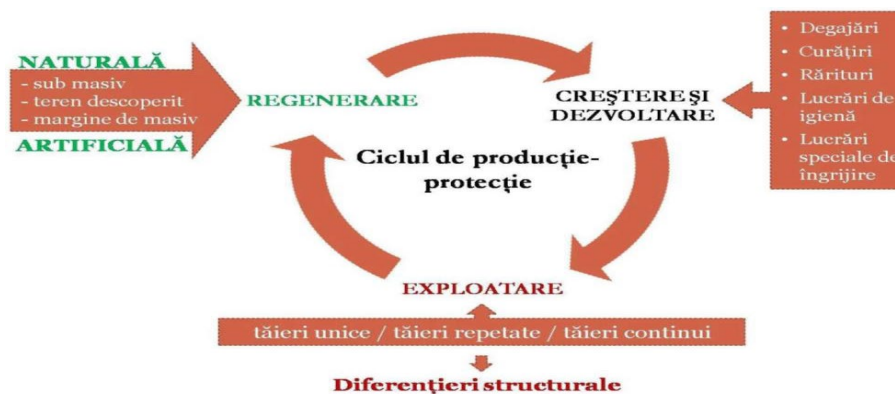 NATURALĂ
- sub masiv
- teren descoperit
- margine de masiv
ARTIFICIALĂ
REGENERARE
CREŞTERE ŞI
DEZVOLTARE
• Degajări
• Curăţiri
• Rărituri
• Lucrări de
igienă
• Lucrări
speciale de
îngrijire
Ciclul de producţie-
protecţie
EXPLOATARE
tăieri unice / tăieri repetate / tăieri continui
Diferenţieri structurale